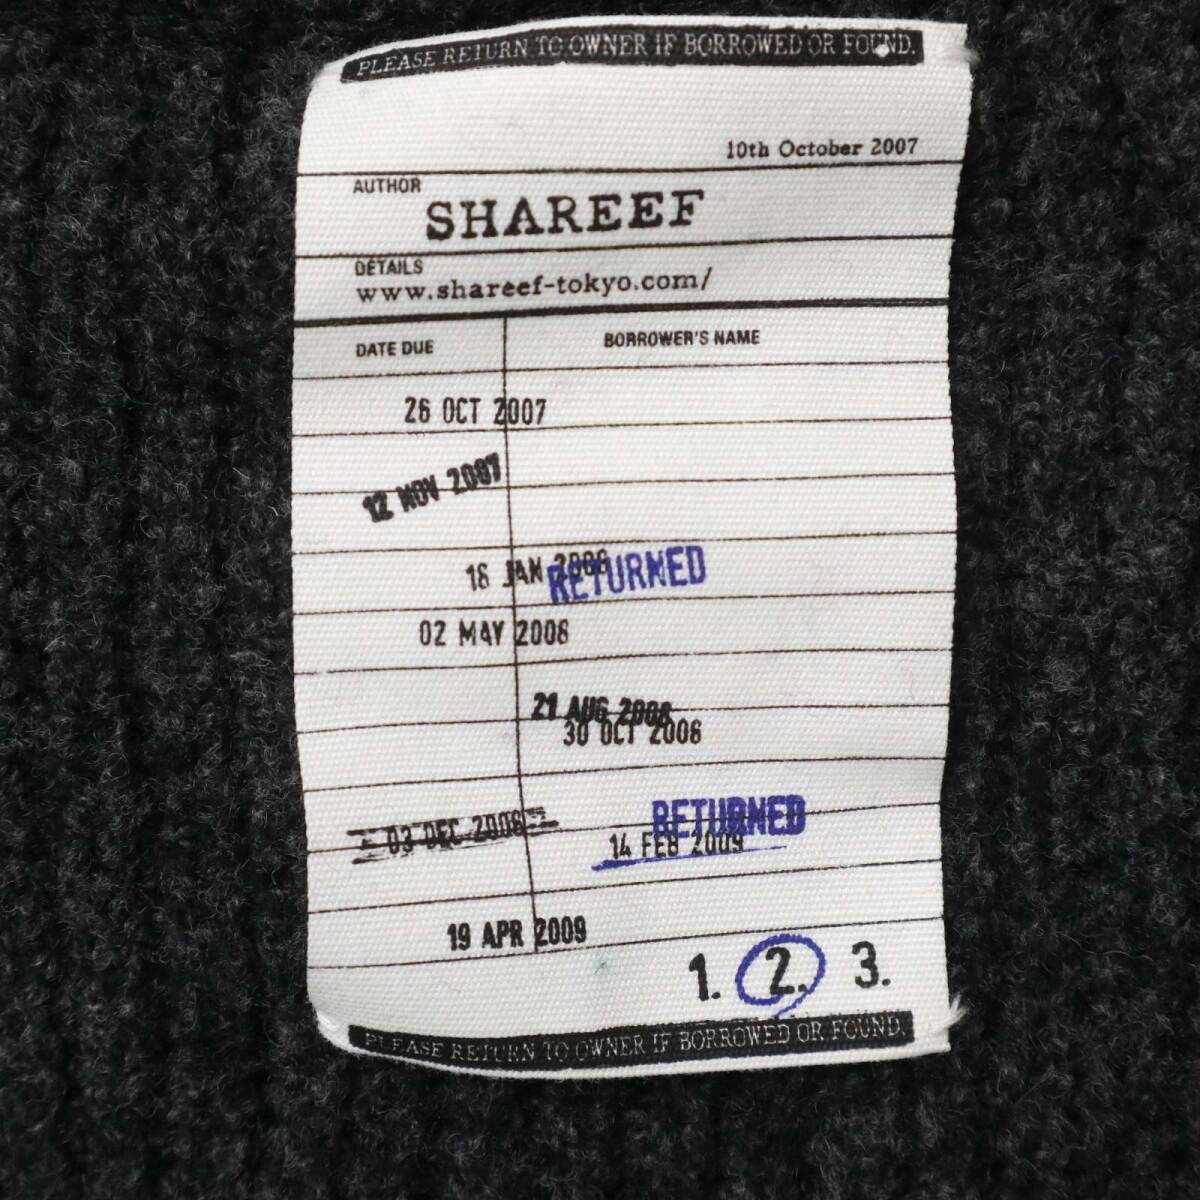 PLEASE RETURN TO OWNER IF BORROWED OR FOUND.
10th October 2007
AUTHOR
SHAREEF
DETAILS
www.shareef-tokyo.com/
DATE DUE BORROWER'S NAME
26 OCT 2007
12 NOV 2007
16 JAN 2008
RETURNED
02 MAY 2008
21 AUG 2008
30 OCT 2008
03 DEC 2008
RETURNED
14 FEB 2009
19 APR 2009
1. 2. 3.
PLEASE RETURN TO OWNER IF BORROWED OR FOUND.